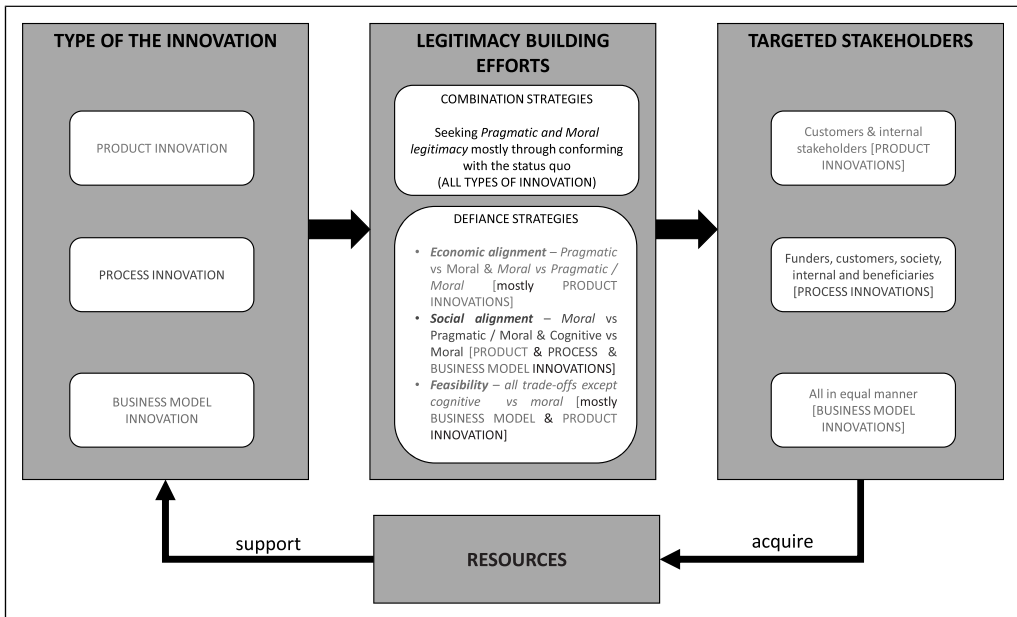 TYPE OF THE INNOVATION
PRODUCT INNOVATION
PROCESS INNOVATION
BUSINESS MODEL
INNOVATION
LEGITIMACY BUILDING
EFFORTS
COMBINATION STRATEGIES
Seeking Pragmatic and Moral
legitimacy mostly through conforming
with the status quo
(ALL TYPES OF INNOVATION)
DEFIANCE STRATEGIES
• Economic alignment – Pragmatic
vs Moral & Moral vs Pragmatic /
Moral [mostly PRODUCT
INNOVATIONS]
• Social alignment – Moral vs
Pragmatic / Moral & Cognitive vs
Moral [PRODUCT & PROCESS &
BUSINESS MODEL INNOVATIONS]
• Feasibility – all trade-offs except
cognitive vs moral [mostly
BUSINESS MODEL & PRODUCT
INNOVATION]
TARGETED STAKEHOLDERS
Customers & internal
stakeholders [PRODUCT
INNOVATIONS]
Funders, customers, society,
internal and beneficiaries
[PROCESS INNOVATIONS]
All in equal manner
[BUSINESS MODEL
INNOVATIONS]
support
RESOURCES
acquire